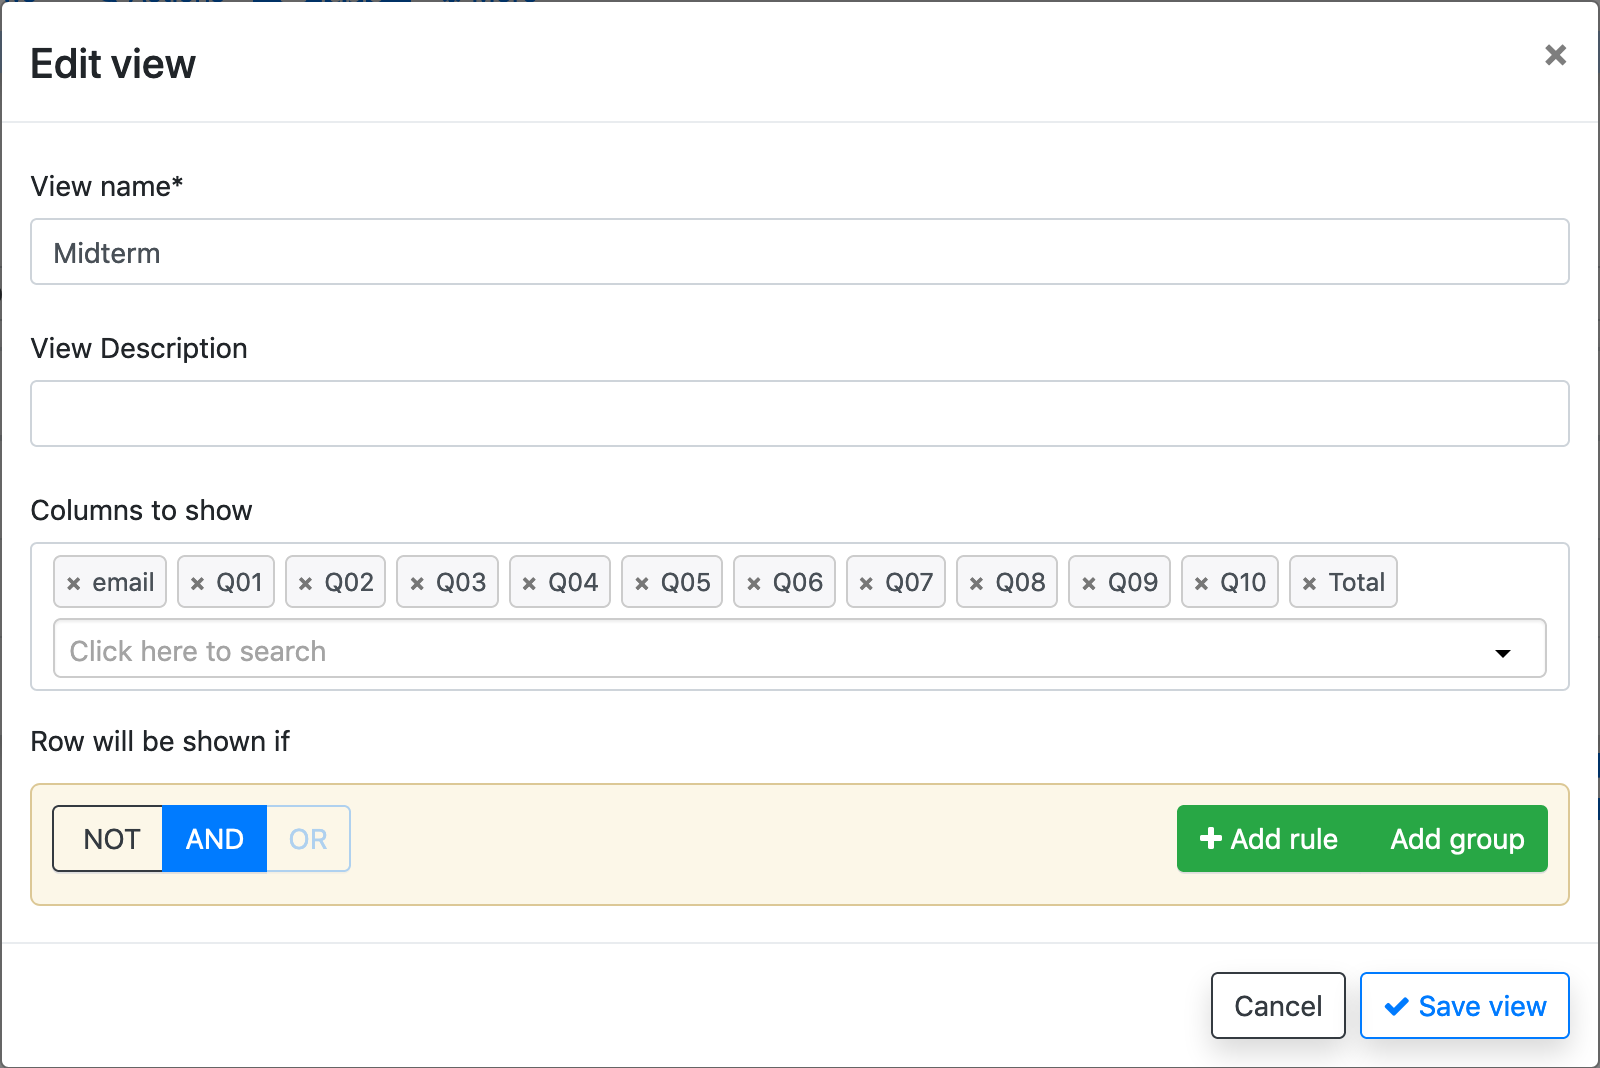 Edit view
×
View name*
Midterm
View Description
Columns to show
× email × Q01 × Q02 × Q03 × Q04 × Q05 × Q06 × Q07 × Q08 × Q09 × Q10 × Total
Click here to search
Row will be shown if
NOT AND OR + Add rule Add group
Cancel ✔ Save view